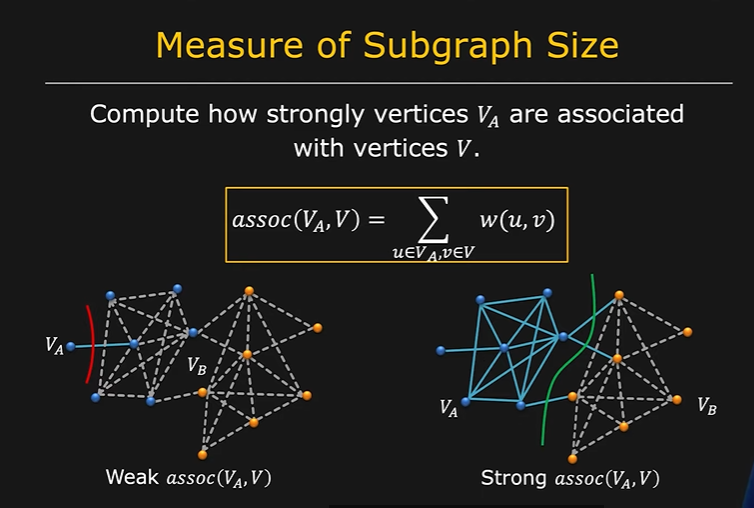 Measure of Subgraph Size
Compute how strongly vertices V_A are associated
with vertices V.
assoc(V_A, V) = ∑_{u∈V_A,v∈V} w(u, v)
V_A
V_B
V_A
V_B
Weak assoc(V_A, V)
Strong assoc(V_A, V)